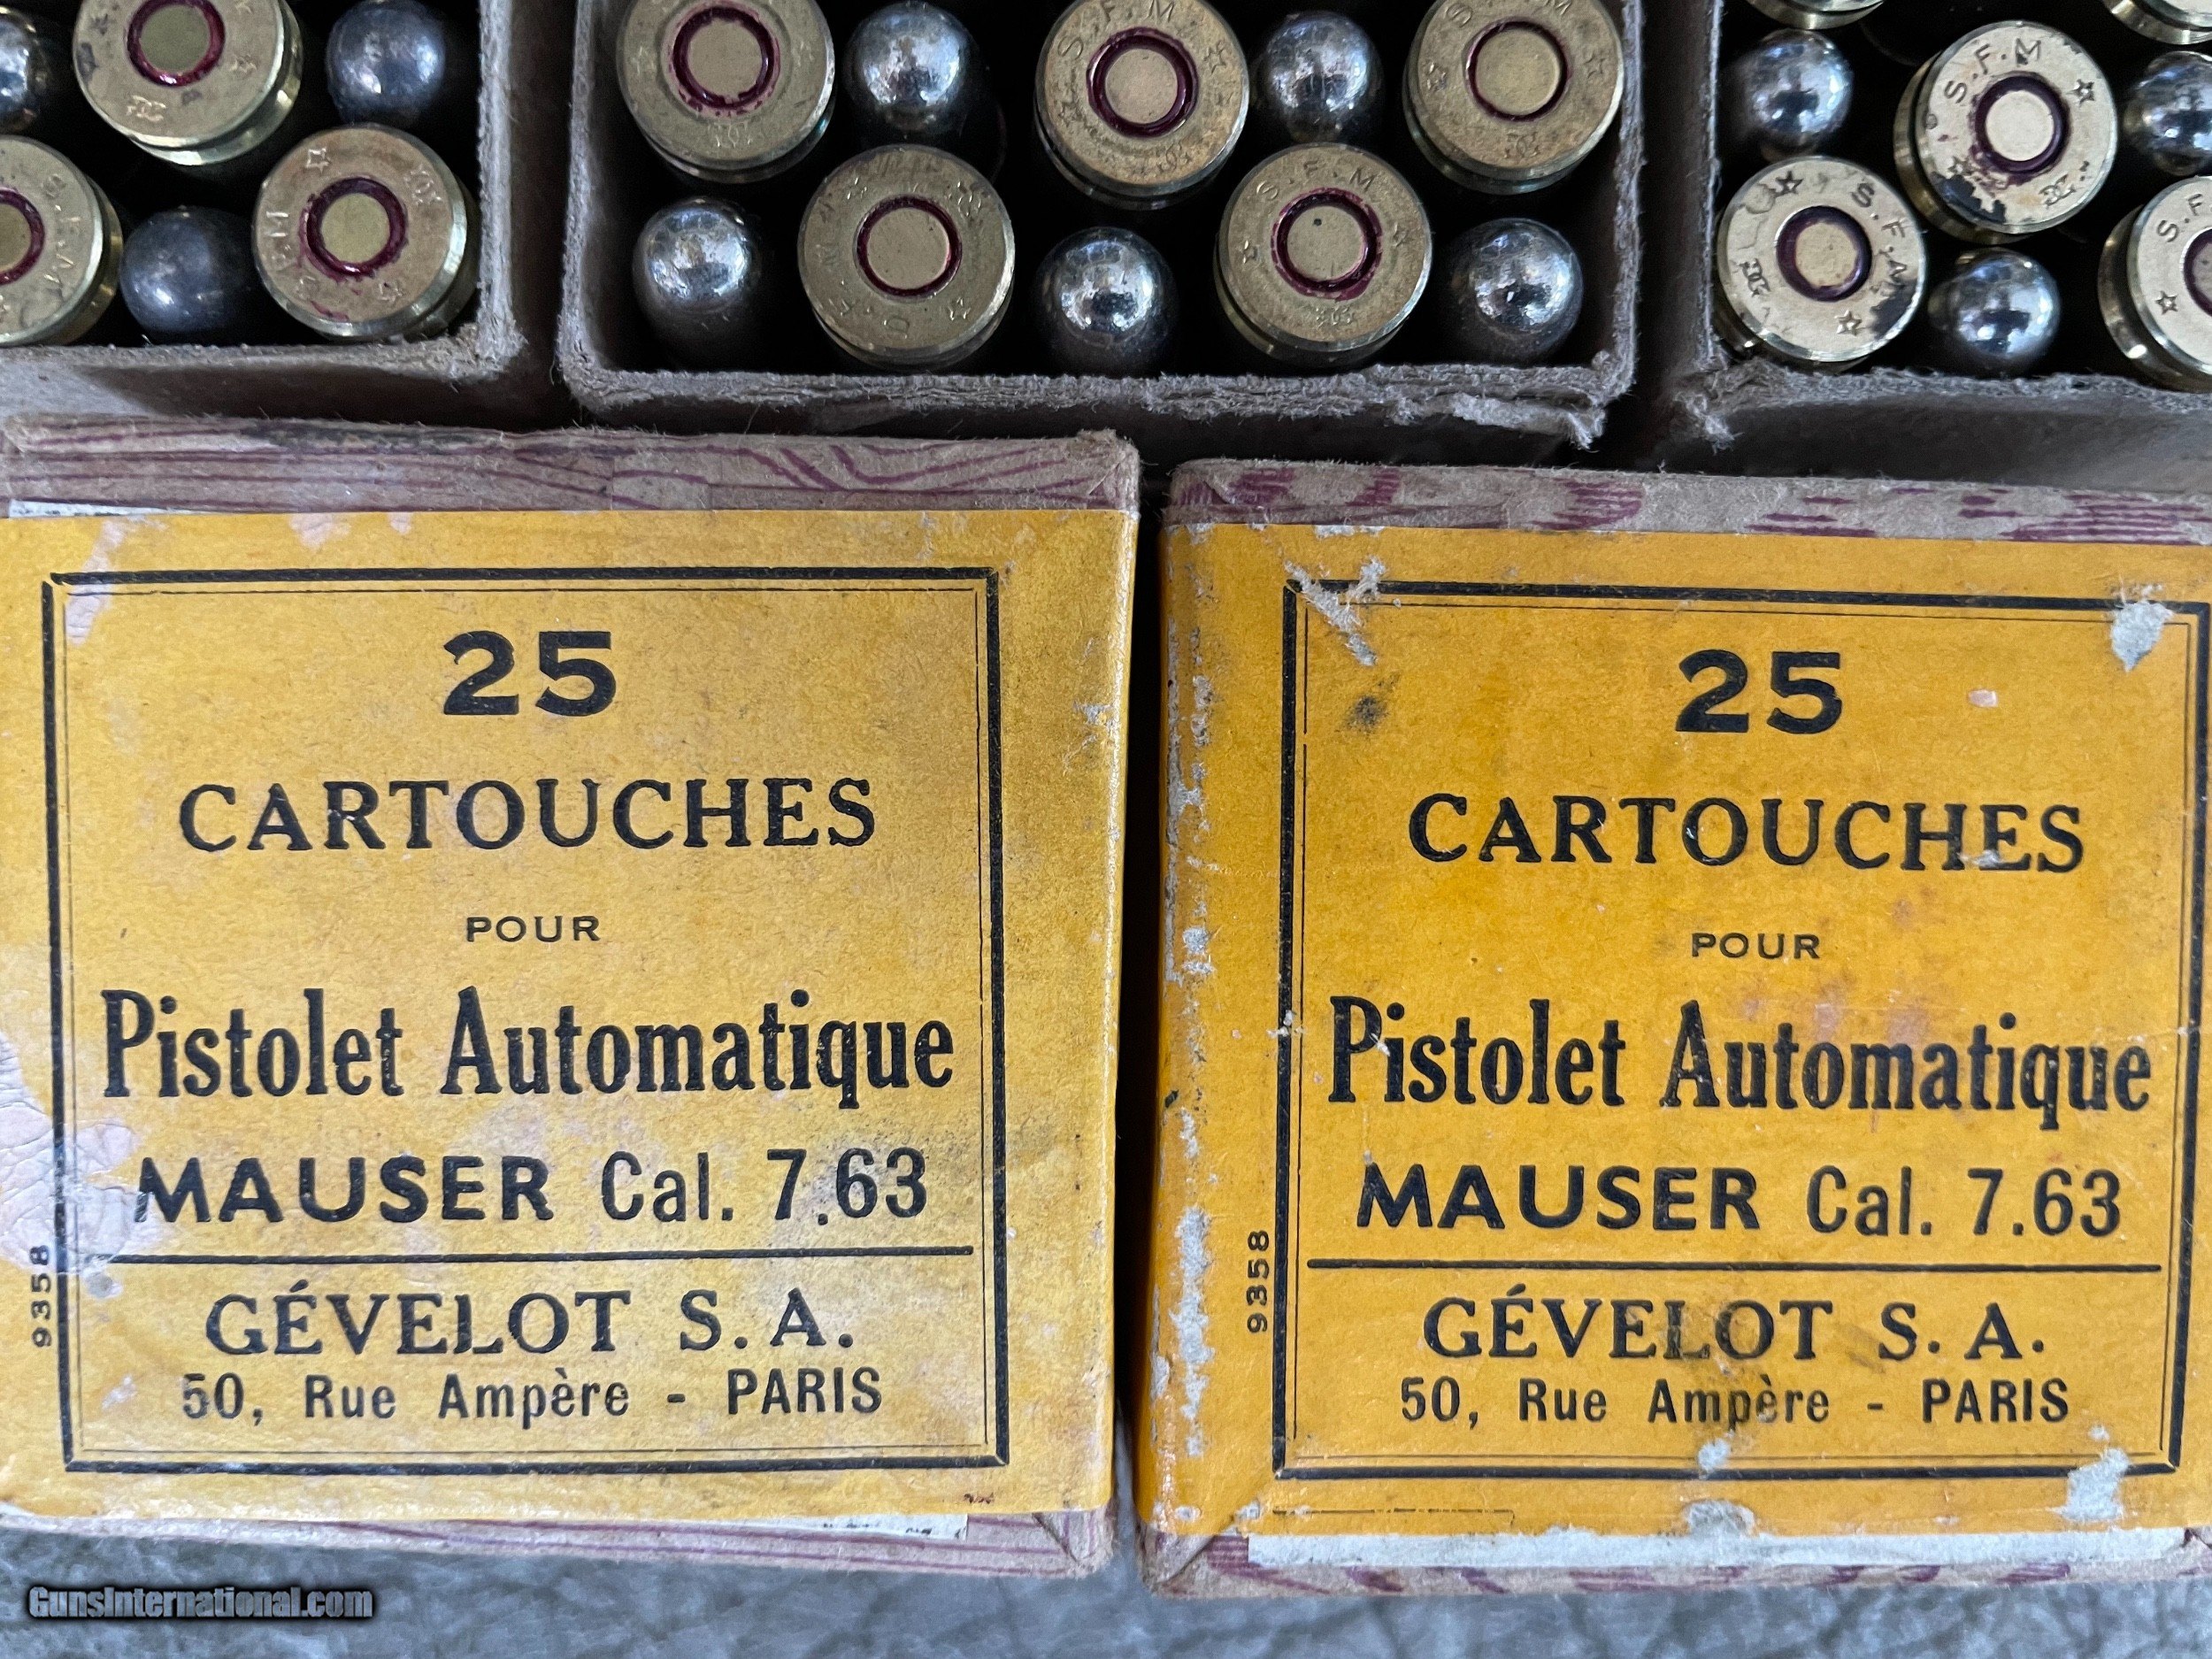 S.F.M
S.F.M
S.F.M
S.F.M
S.F.M
S.F.M
25
CARTOUCHES
POUR
Pistolet Automatique
MAUSER Cal. 7.63
GÉVELOT S. A.
50, Rue Ampère - PARIS
9358
25
CARTOUCHES
POUR
Pistolet Automatique
MAUSER Cal. 7.63
GÉVELOT S. A.
50, Rue Ampère - PARIS
9358
GunsInternational.com